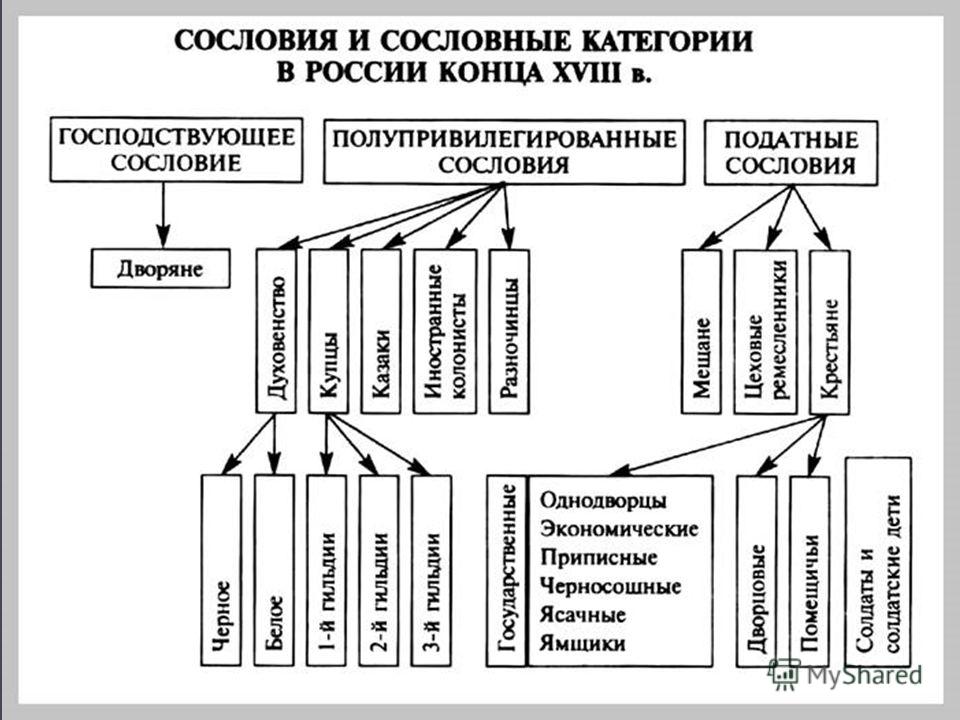 СОСЛОВИЯ И СОСЛОВНЫЕ КАТЕГОРИИ
В РОССИИ КОНЦА XVIII в.
ГОСПОДСТВУЮЩЕЕ
СОСЛОВИЕ
ПОЛУПРИВИЛЕГИРОВАННЫЕ
СОСЛОВИЯ
ПОДАТНЫЕ
СОСЛОВИЯ
Дворяне
Духовенство
Купцы
Казаки
Иностранные
колонисты
Разночинцы
Мещане
Цеховые
ремесленники
Крестьяне
Черное
Белое
1-й гильдии
2-й гильдии
3-й гильдии
Государственные
Однодворцы
Экономические
Приписные
Черносошные
Ясачные
Ямщики
Дворцовые
Помещичьи
Солдаты и
солдатские дети
MyShared